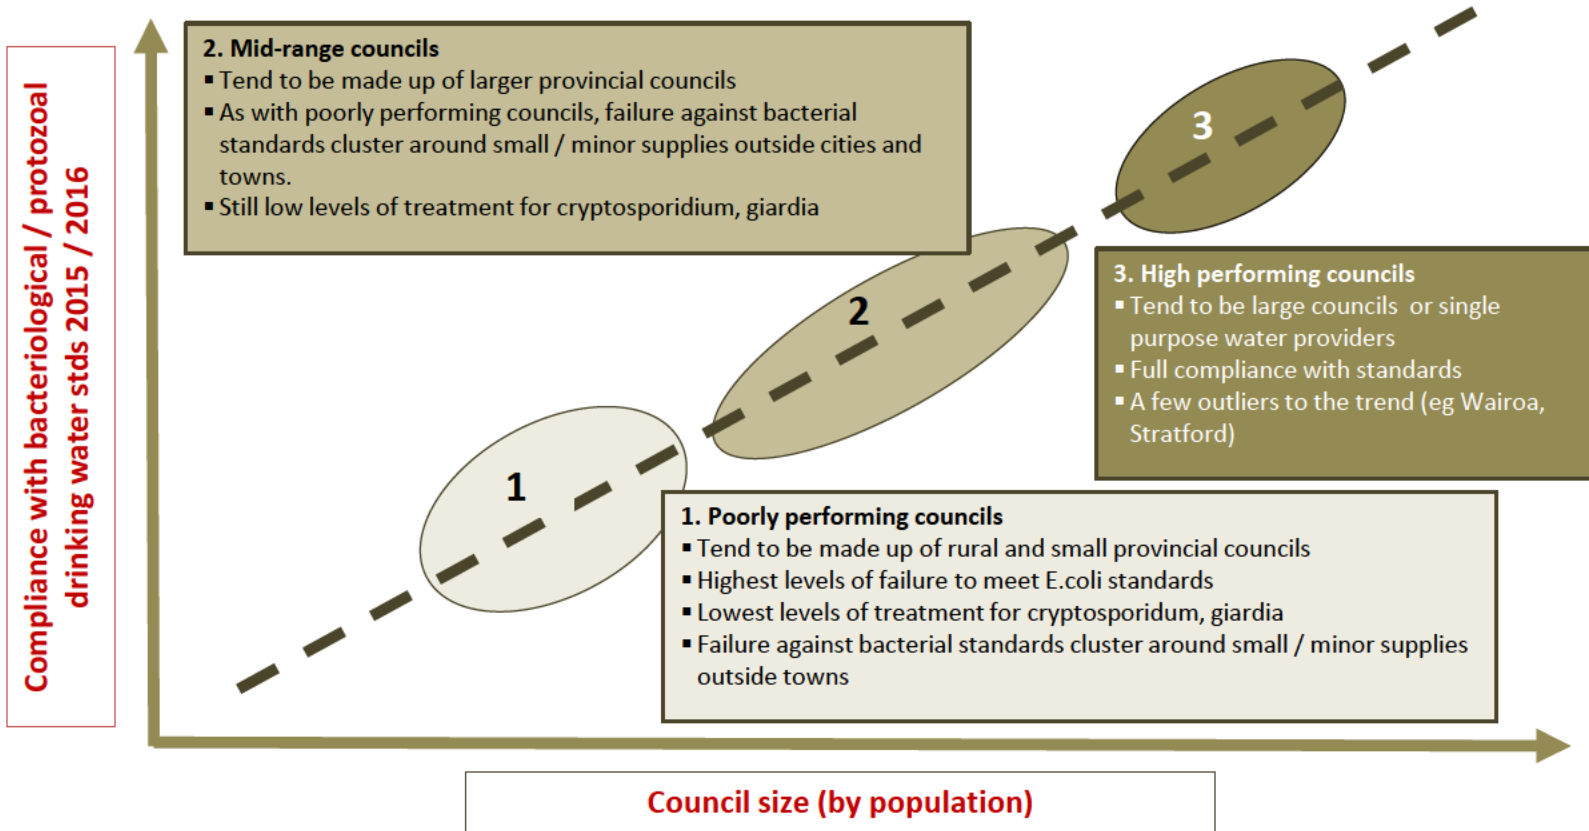 Compliance with bacteriological / protozoal
drinking water stds 2015 / 2016
2. Mid-range councils
▪ Tend to be made up of larger provincial councils
▪ As with poorly performing councils, failure against bacterial
standards cluster around small / minor supplies outside cities and
towns.
▪ Still low levels of treatment for cryptosporidium, giardia
3
2
3. High performing councils
▪ Tend to be large councils or single
purpose water providers
▪ Full compliance with standards
▪ A few outliers to the trend (eg Wairoa,
Stratford)
1
1. Poorly performing councils
▪ Tend to be made up of rural and small provincial councils
▪ Highest levels of failure to meet E.coli standards
▪ Lowest levels of treatment for cryptosporidum, giardia
▪ Failure against bacterial standards cluster around small / minor supplies
outside towns
Council size (by population)